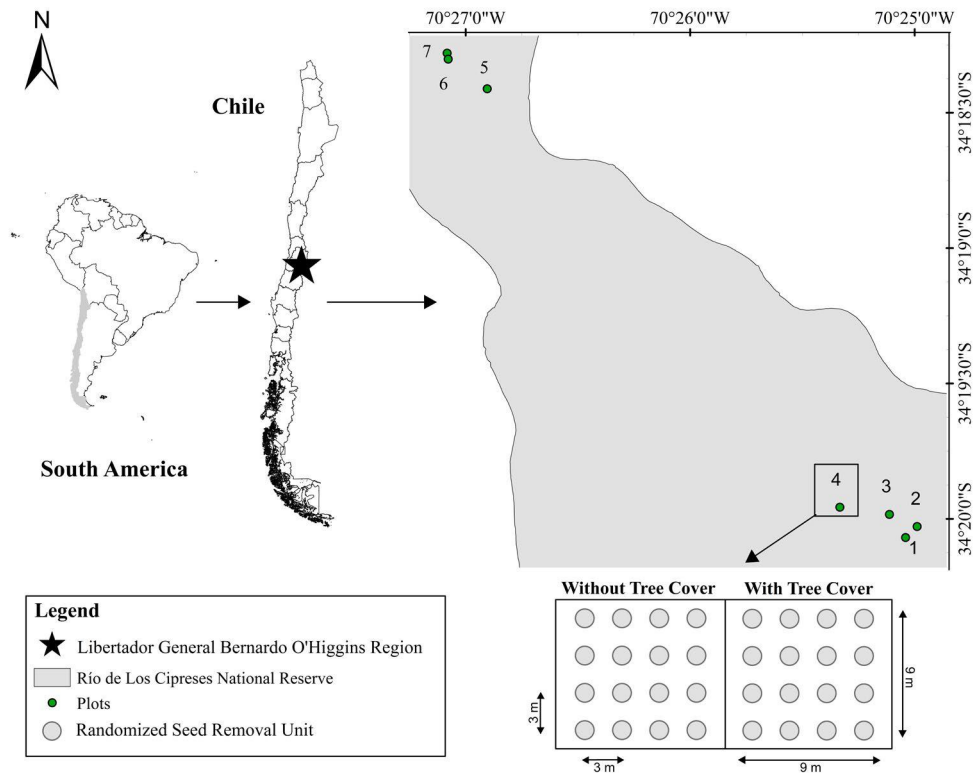 N
Chile
South America
70°27'0"W
70°26'0"W
70°25'0"W
34°18'30"S
34°19'0"S
34°19'30"S
34°20'0"S
7
6
5
4
3
2
1
Legend
Libertador General Bernardo O'Higgins Region
Río de Los Cipreses National Reserve
Plots
Randomized Seed Removal Unit
Without Tree Cover
With Tree Cover
3 m
3 m
9 m
9 m